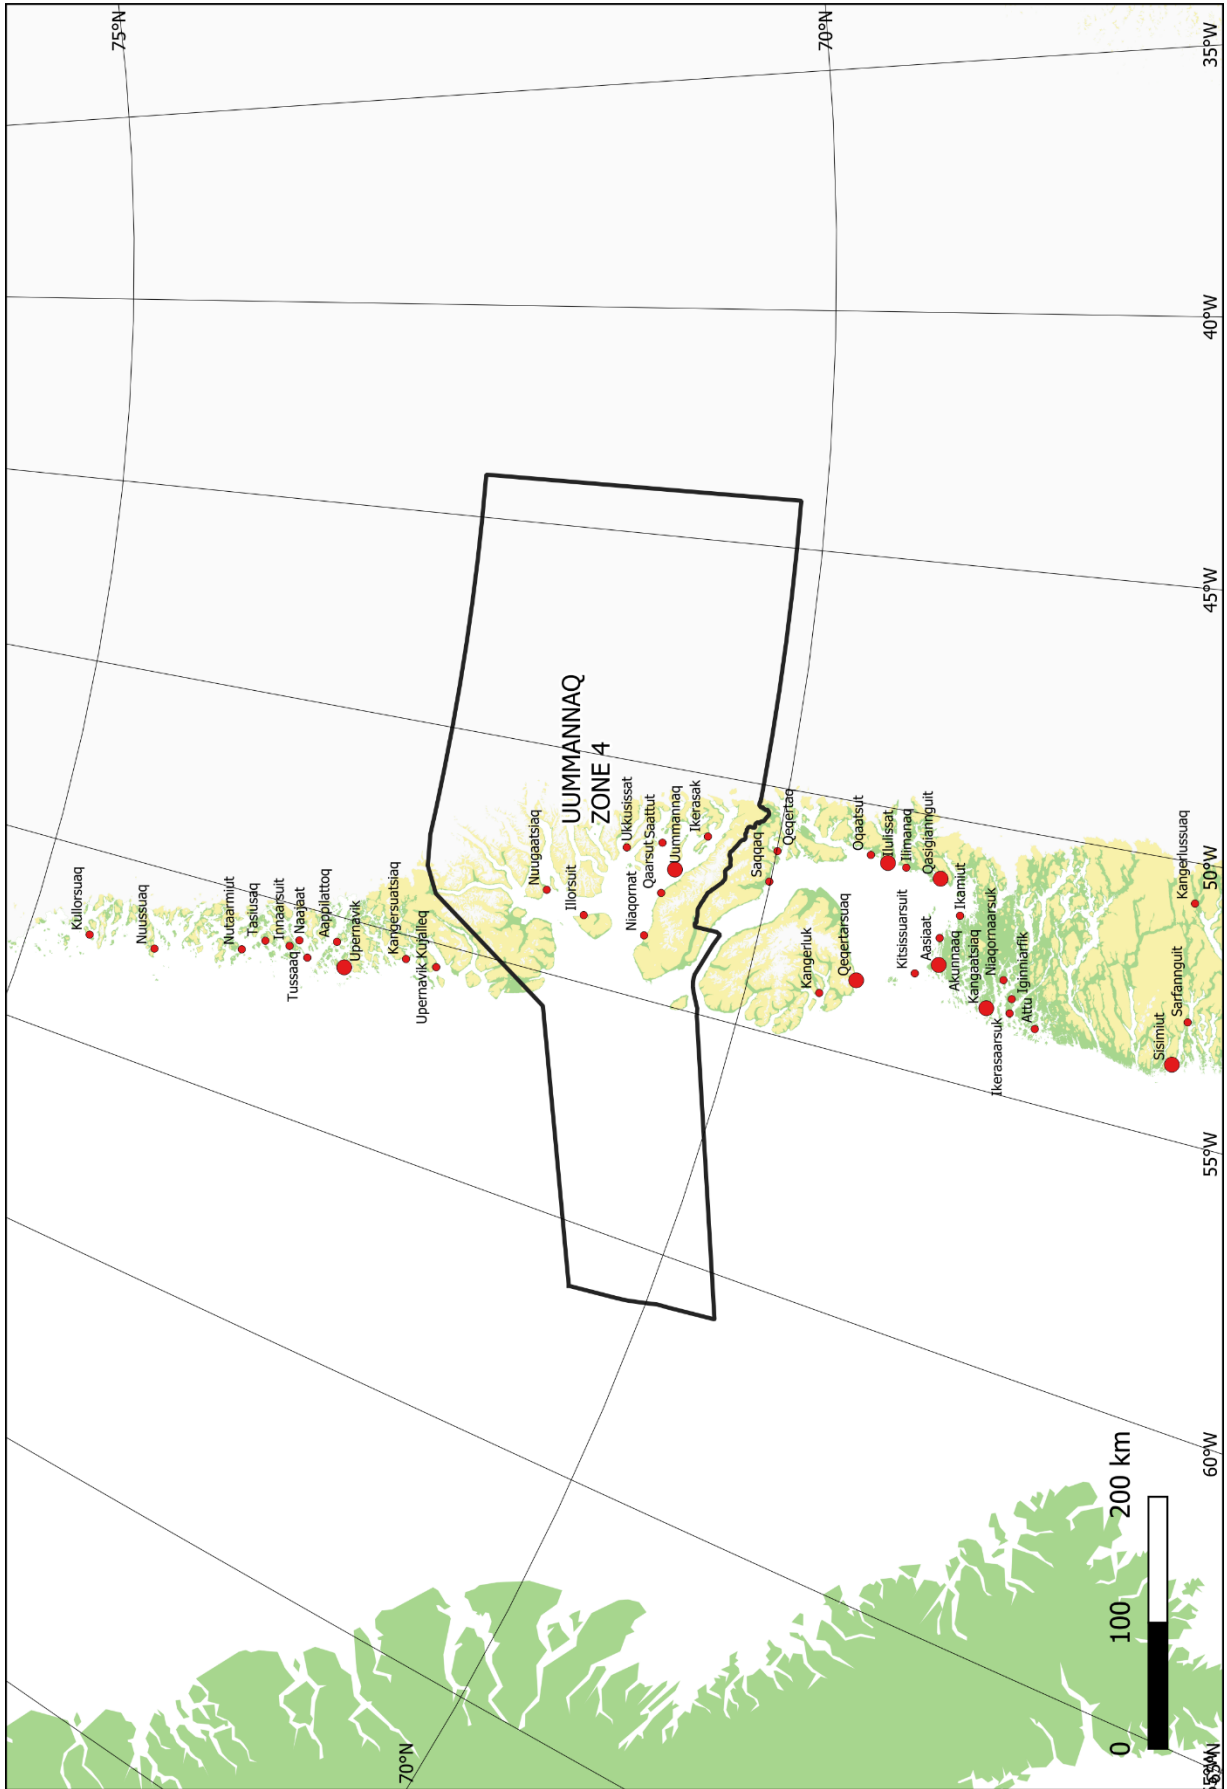 75°N
70°N
35°W
40°W
45°W
50°W
55°W
60°W
70°N
Kullorsuaq
Nuussuaq
Nutaarmiut
Tasiusaq
Innaarsuit
Naajaat
Tussaaq
Aappilattoq
Upernavik
Kangersuatsiaq
Upernavik Kujalleq
UUMMANNAQ
ZONE 4
Nuugaatsiaq
Illorsuit
Ukkusissat
Niaqornat
Qaarsut
Saattut
Uummannaq
Ikerasak
Saqqaq
Qeqertaq
Kangerluk
Qeqertarsuaq
Oqaatsut
Ilulissat
Ilimanaq
Qasigiannguit
Kitsissuarsuit
Aasiaat
Akunnaaq
Ikamiut
Kangaatsiaq
Niaqornaarsuk
Ikerasaarsuk
Iginniarfik
Attu
Sisimiut
Sarfannguit
Kangerlussuaq
0 100 200 km